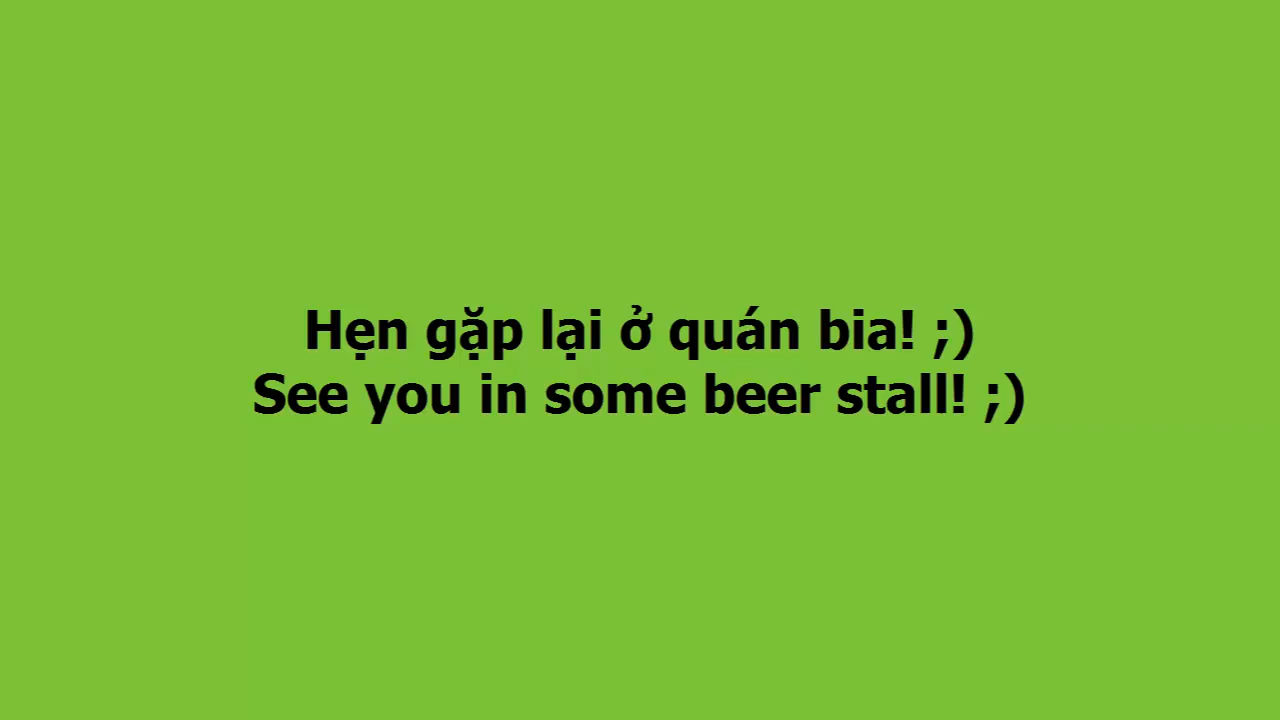 Hẹn gặp lại ở quán bia! ;)
See you in some beer stall! ;)